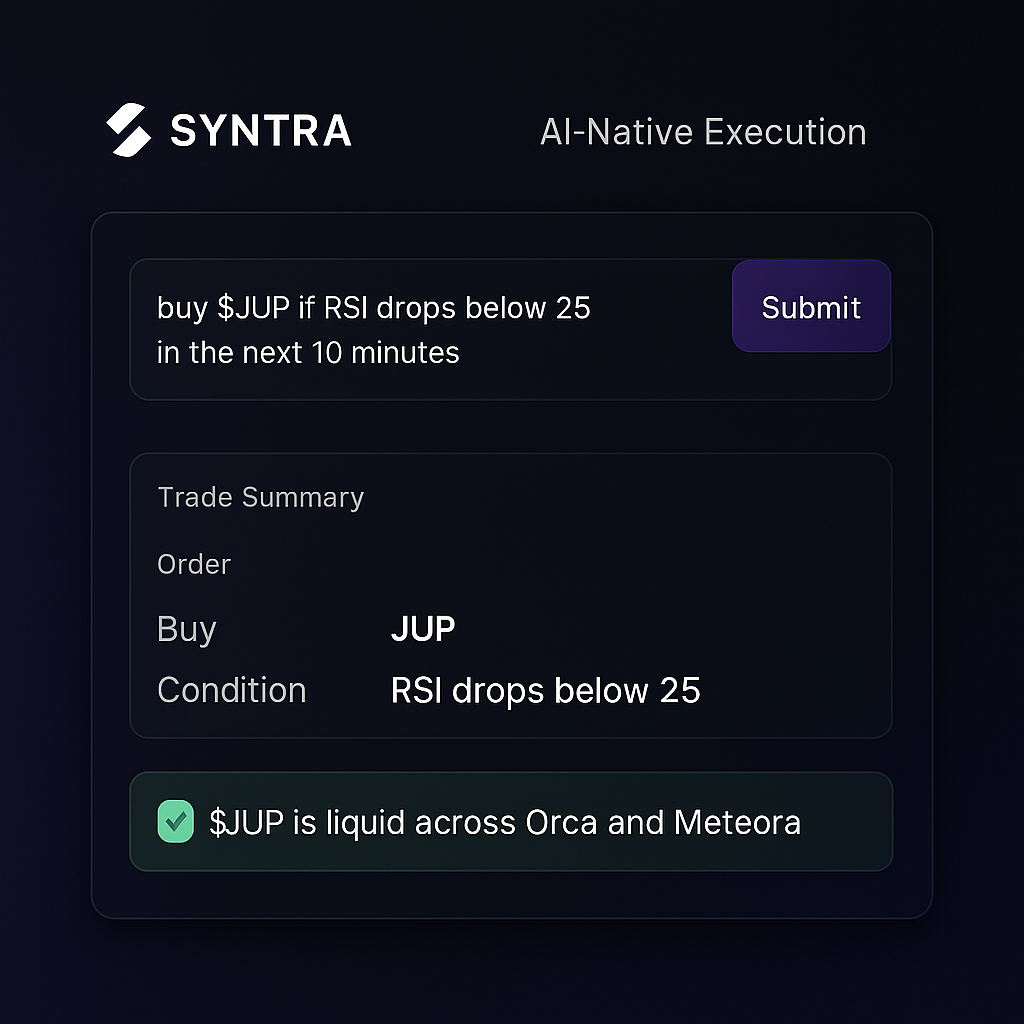 SYNTRA
AI-Native Execution
buy $JUP if RSI drops below 25
in the next 10 minutes
Submit
Trade Summary
Order
Buy JUP
Condition RSI drops below 25
$JUP is liquid across Orca and Meteora